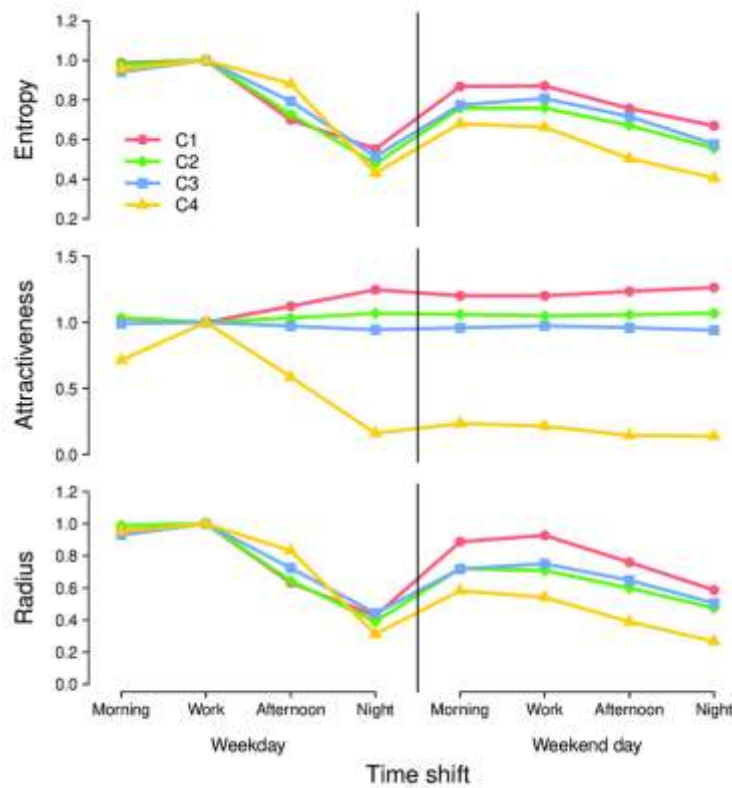 Entropy
1.2
1.0
0.8
0.6
0.4
0.2
C1
C2
C3
C4
Attractiveness
1.5
1.0
0.5
0.0
Radius
1.2
1.0
0.8
0.6
0.4
0.2
0.0
Morning Work Afternoon Night Morning Work Afternoon Night
Weekday Weekend day
Time shift